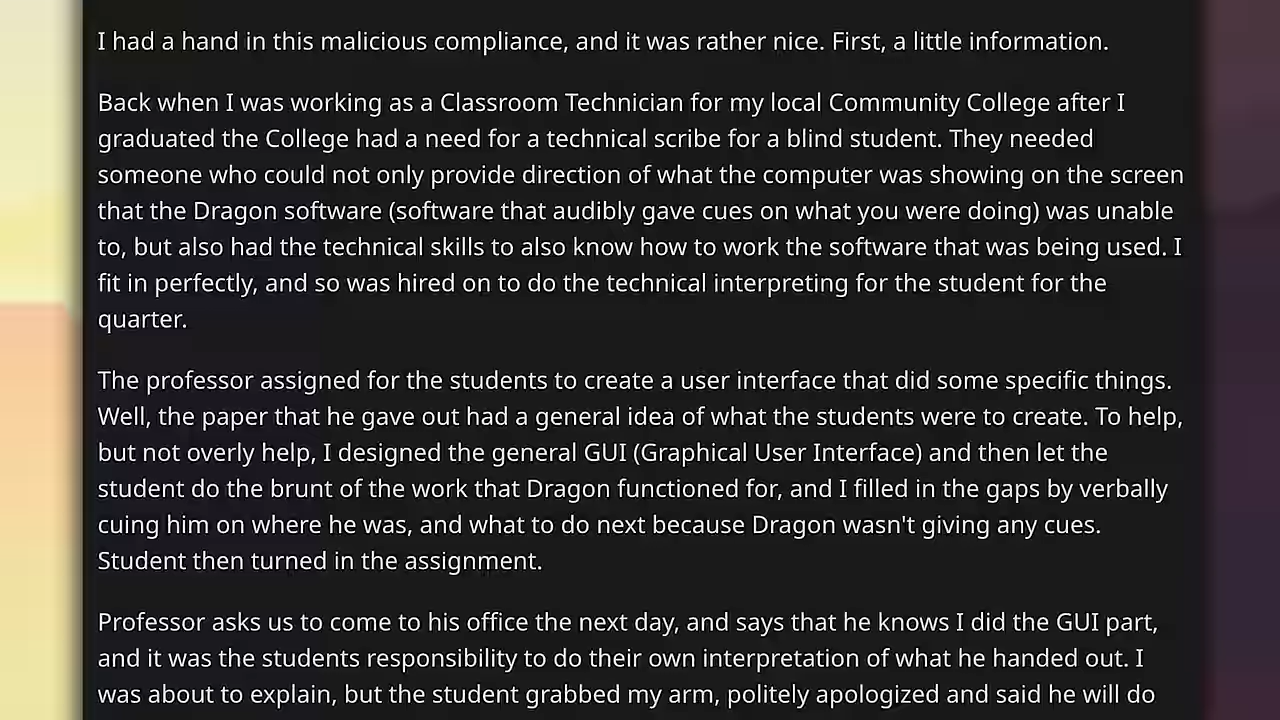 I had a hand in this malicious compliance, and it was rather nice. First, a little information.
Back when I was working as a Classroom Technician for my local Community College after I
graduated the College had a need for a technical scribe for a blind student. They needed
someone who could not only provide direction of what the computer was showing on the screen
that the Dragon software (software that audibly gave cues on what you were doing) was unable
to, but also had the technical skills to also know how to work the software that was being used. I
fit in perfectly, and so was hired on to do the technical interpreting for the student for the
quarter.
The professor assigned for the students to create a user interface that did some specific things.
Well, the paper that he gave out had a general idea of what the students were to create. To help,
but not overly help, I designed the general GUI (Graphical User Interface) and then let the
student do the brunt of the work that Dragon functioned for, and I filled in the gaps by verbally
cuing him on where he was, and what to do next because Dragon wasn't giving any cues.
Student then turned in the assignment.
Professor asks us to come to his office the next day, and says that he knows I did the GUI part,
and it was the students responsibility to do their own interpretation of what he handed out. I
was about to explain, but the student grabbed my arm, politely apologized and said he will do